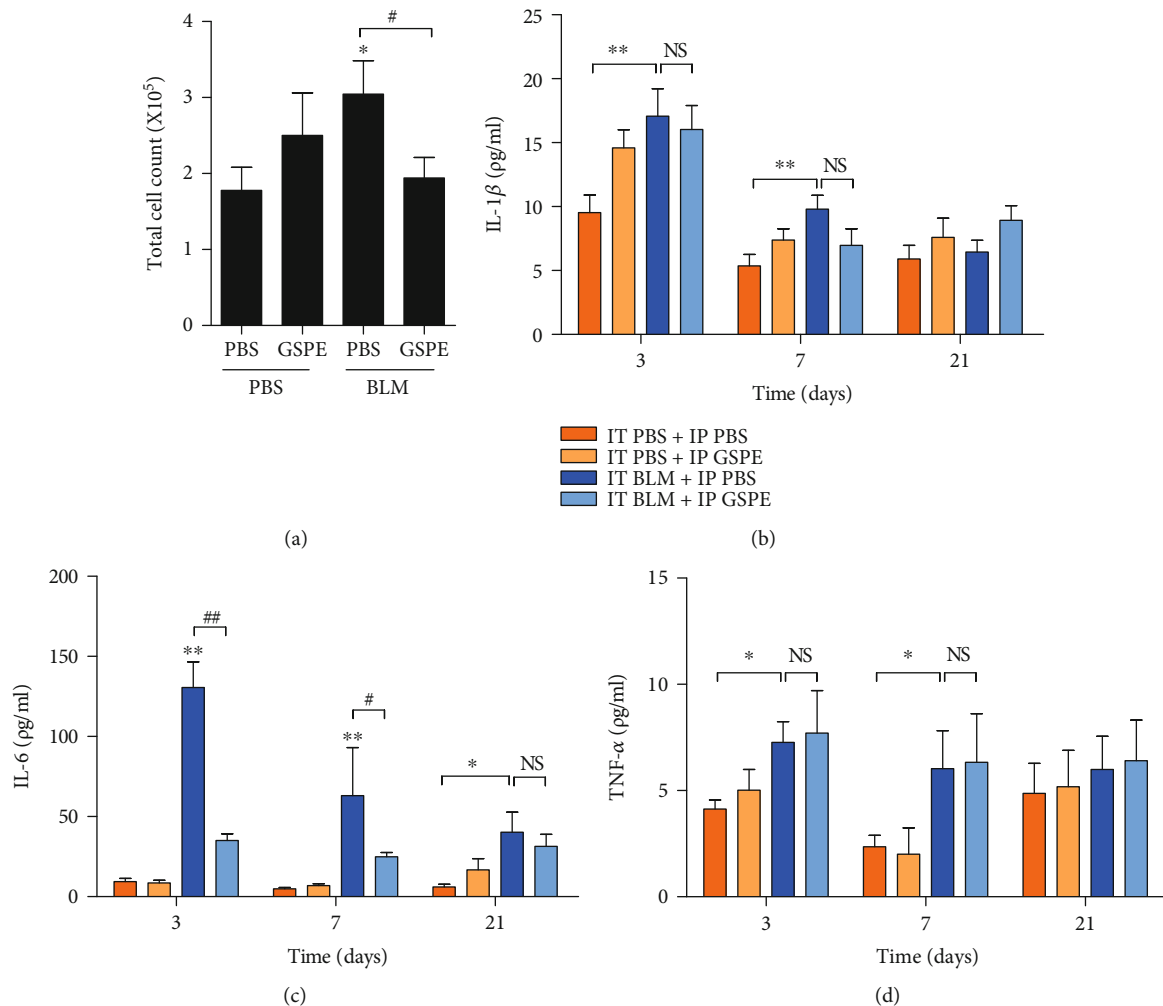 Total cell count (X10⁵)
4
3
2
1
0
*
#
PBS GSPE PBS GSPE
PBS BLM
(a)
IL-1β (ρg/ml)
25
20
15
10
5
0
** NS
** NS
3 7 21
Time (days)
IT PBS + IP PBS
IT PBS + IP GSPE
IT BLM + IP PBS
IT BLM + IP GSPE
(b)
IL-6 (ρg/ml)
200
150
100
50
0
##
**
#
**
* NS
3 7 21
Time (days)
(c)
TNF-α (ρg/ml)
15
10
5
0
* NS
* NS
3 7 21
Time (days)
(d)